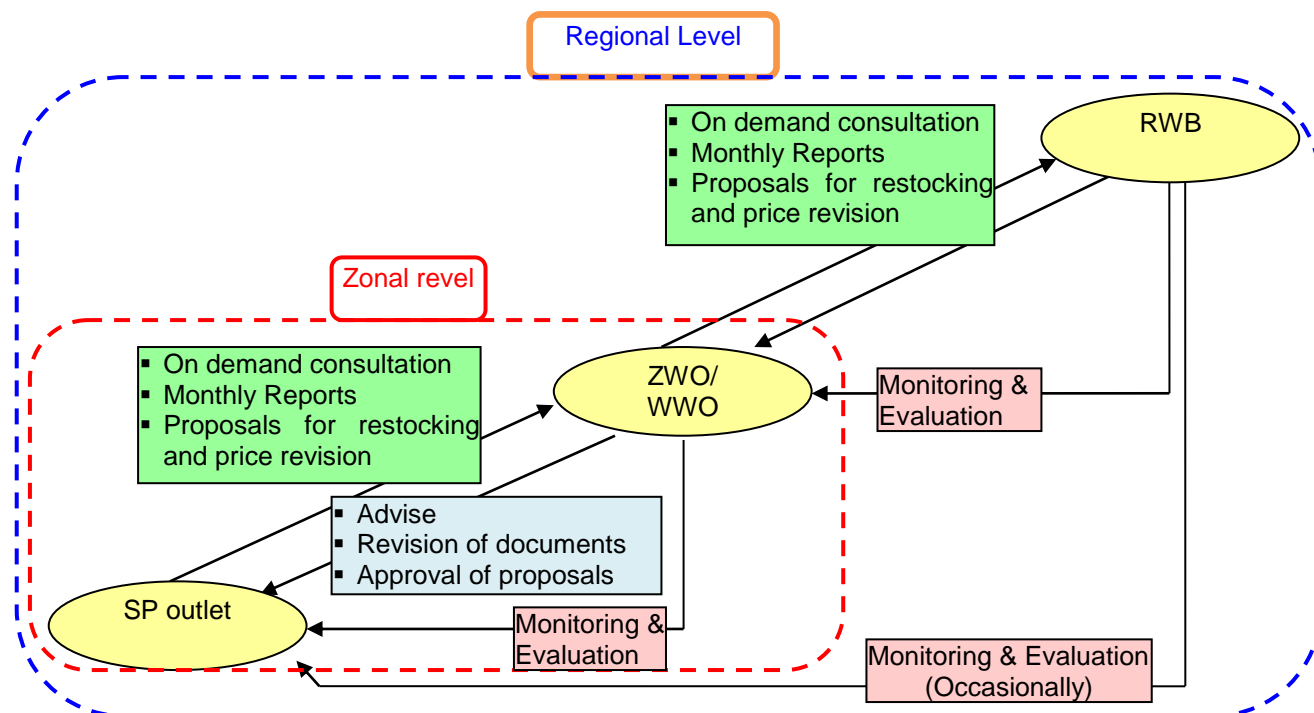 Regional Level
RWB
▪ On demand consultation
▪ Monthly Reports
▪ Proposals for restocking
and price revision
Zonal revel
▪ On demand consultation
▪ Monthly Reports
▪ Proposals for restocking
and price revision
ZWO/
WWO
Monitoring &
Evaluation
▪ Advise
▪ Revision of documents
▪ Approval of proposals
SP outlet
Monitoring &
Evaluation
Monitoring & Evaluation
(Occasionally)